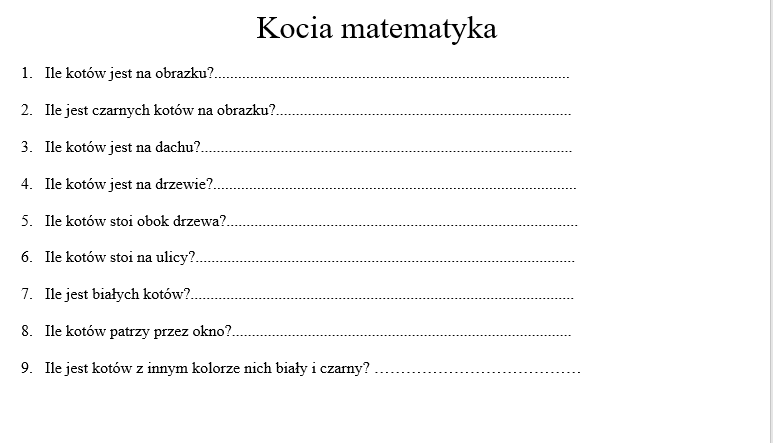 Kocia matematyka
1. Ile kotów jest na obrazku?.........................................................................................
2. Ile jest czarnych kotów na obrazku?..........................................................................
3. Ile kotów jest na dachu?.............................................................................................
4. Ile kotów jest na drzewie?...........................................................................................
5. Ile kotów stoi obok drzewa?........................................................................................
6. Ile kotów stoi na ulicy?...............................................................................................
7. Ile jest białych kotów?................................................................................................
8. Ile kotów patrzy przez okno?.....................................................................................
9. Ile jest kotów z innym kolorze nich biały i czarny? …………………………………